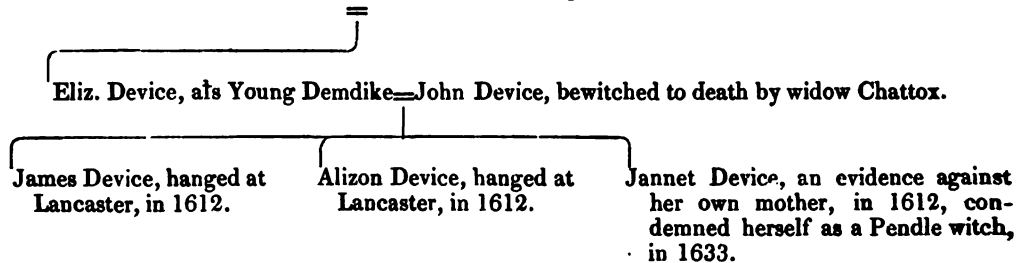 =
Eliz. Device, als Young Demdike=John Device, bewitched to death by widow Chattox.
James Device, hanged at
Lancaster, in 1612.
Alizon Device, hanged at
Lancaster, in 1612.
Jannet Device, an evidence against
her own mother, in 1612, con-
demned herself as a Pendle witch,
in 1633.